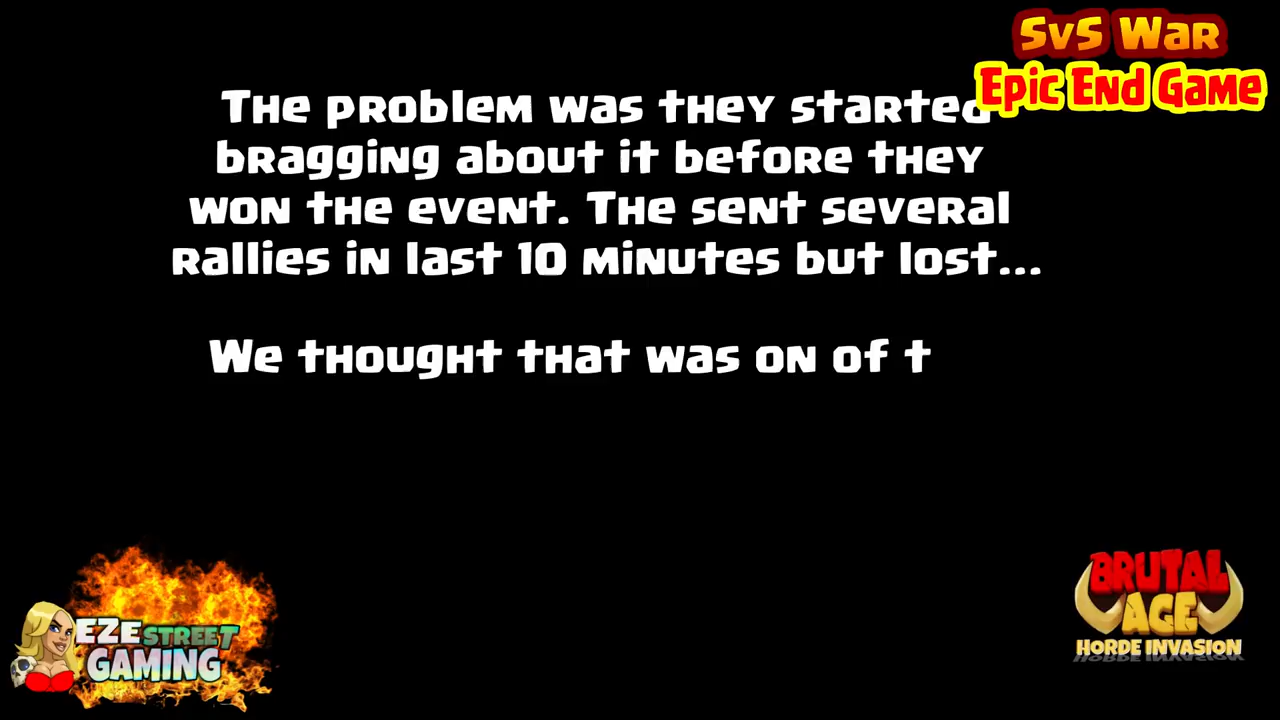 SvS War
Epic End Game
The problem was they started
bragging about it before they
won the event. The sent several
rallies in last 10 minutes but lost...
We thought that was on of t
EZE STREET
GAMING
BRUTAL
AGE
HORDE INVASION